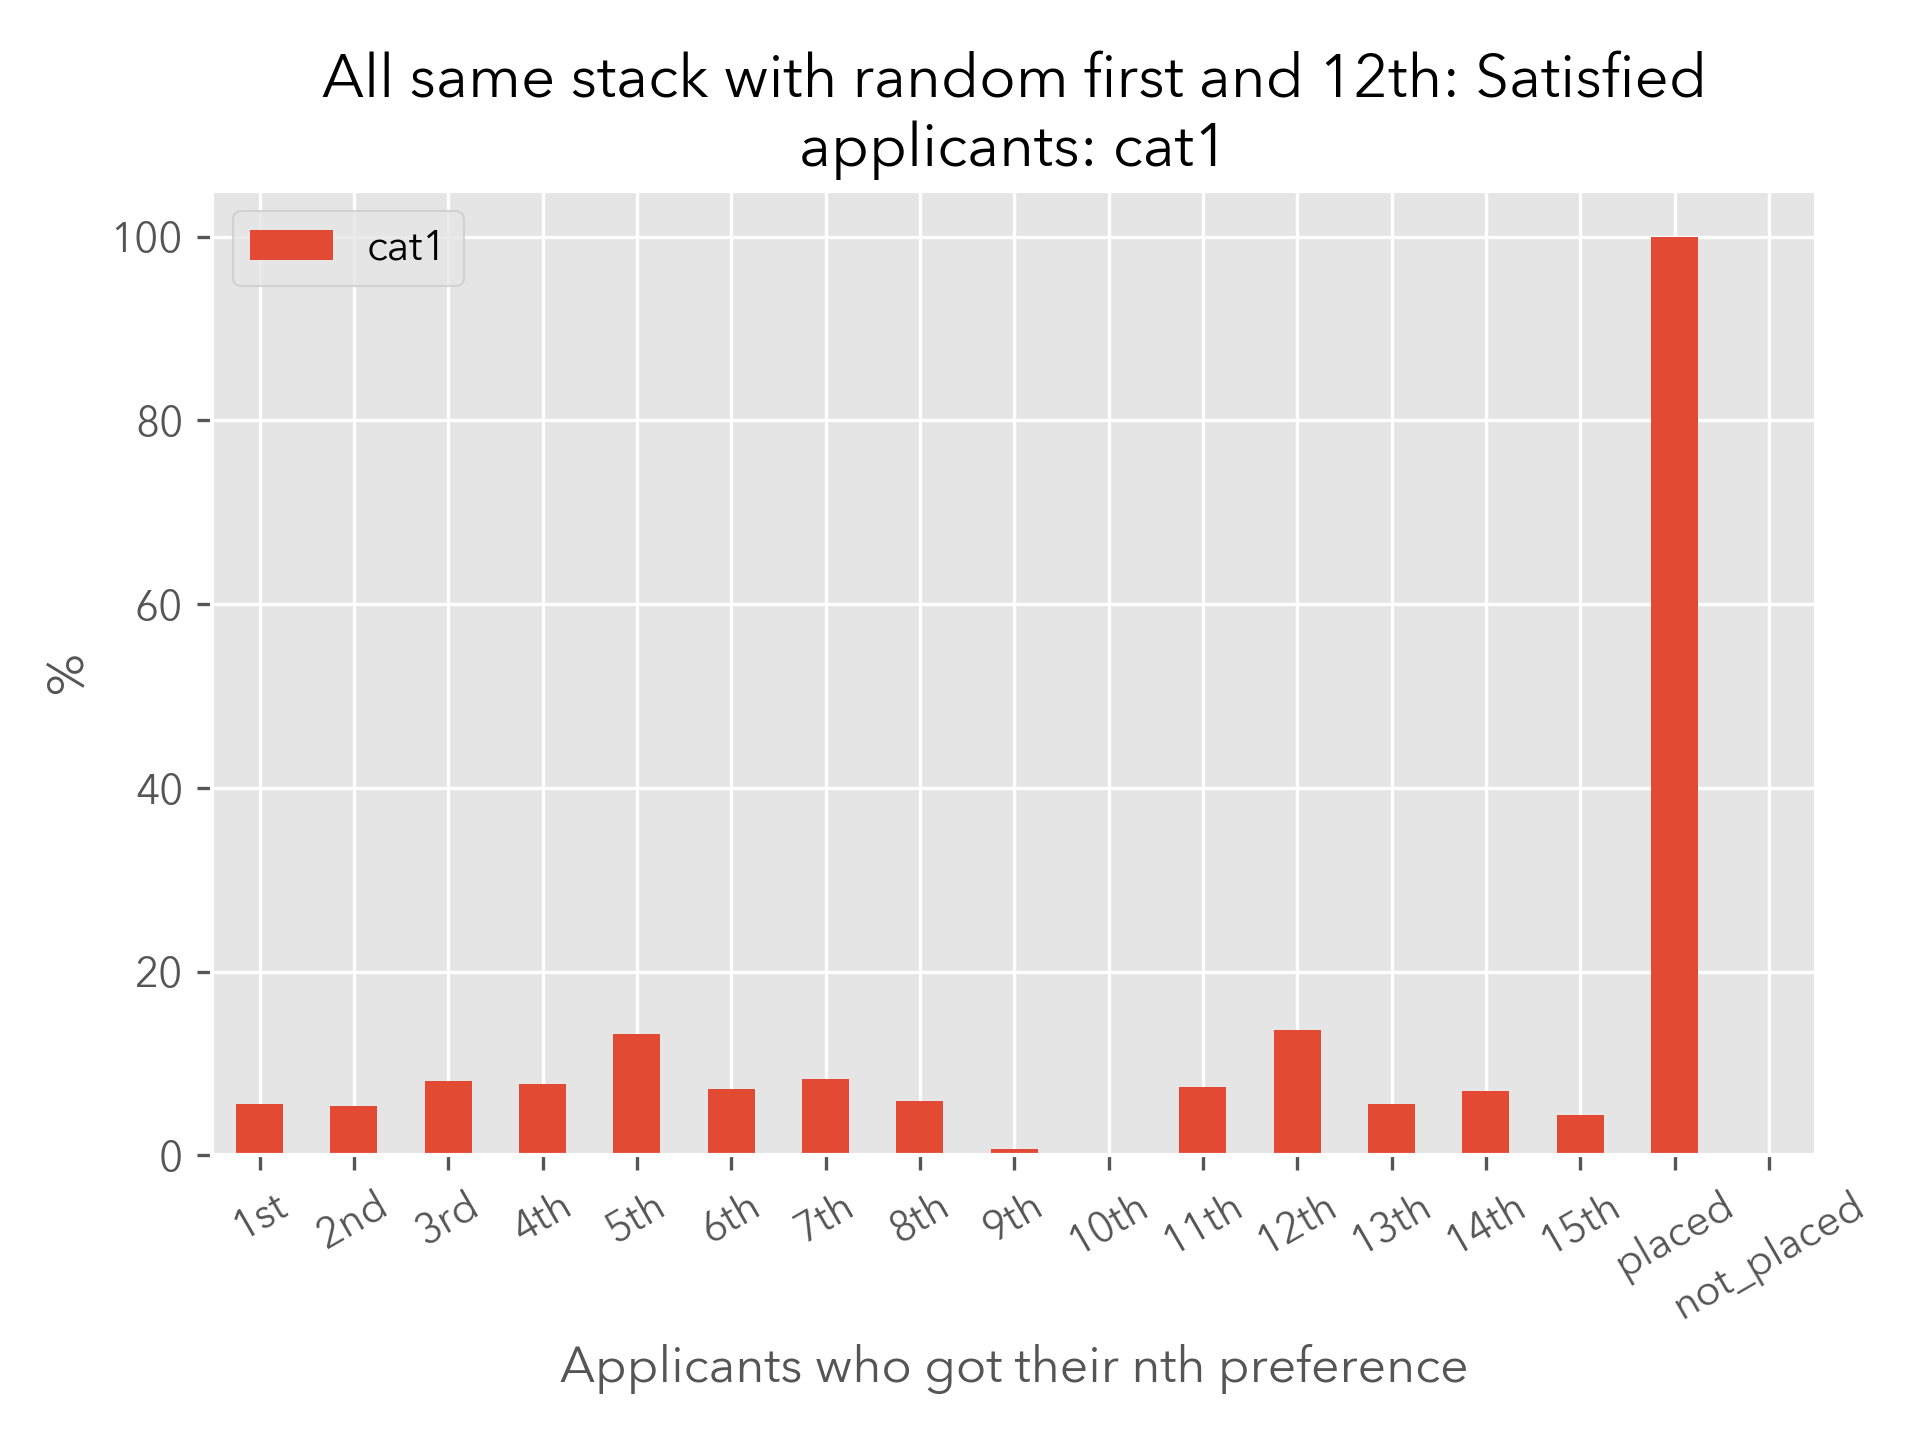 All same stack with random first and 12th: Satisfied
applicants: cat1
cat1
100
80
60
40
20
0
%
1st
2nd
3rd
4th
5th
6th
7th
8th
9th
10th
11th
12th
13th
14th
15th
placed
not_placed
Applicants who got their nth preference